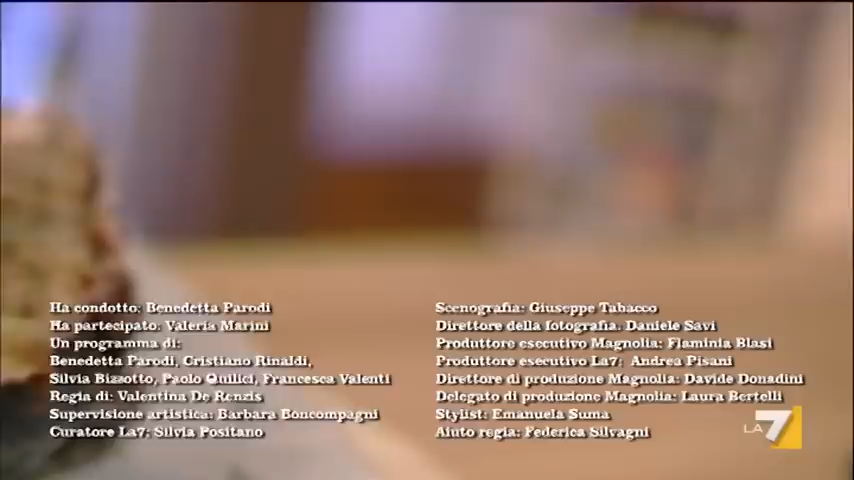 Ha condotto: Benedetta Parodi
Ha partecipato: Valeria Marini
Un programma di:
Benedetta Parodi, Cristiano Rinaldi,
Silvia Bizzotto, Paolo Quilici, Francesca Valenti
Regia di: Valentina De Renzis
Supervisione artistica: Barbara Boncompagni
Curatore La7: Silvia Positano
Scenografia: Giuseppe Tabacco
Direttore della fotografia. Daniele Savi
Produttore esecutivo Magnolia: Flaminia Blasi
Produttore esecutivo La7: Andrea Pisani
Direttore di produzione Magnolia: Davide Donadini
Delegato di produzione Magnolia: Laura Bertelli
Stylist: Emanuela Suma
Aiuto regia: Federica Silvagni
LA7